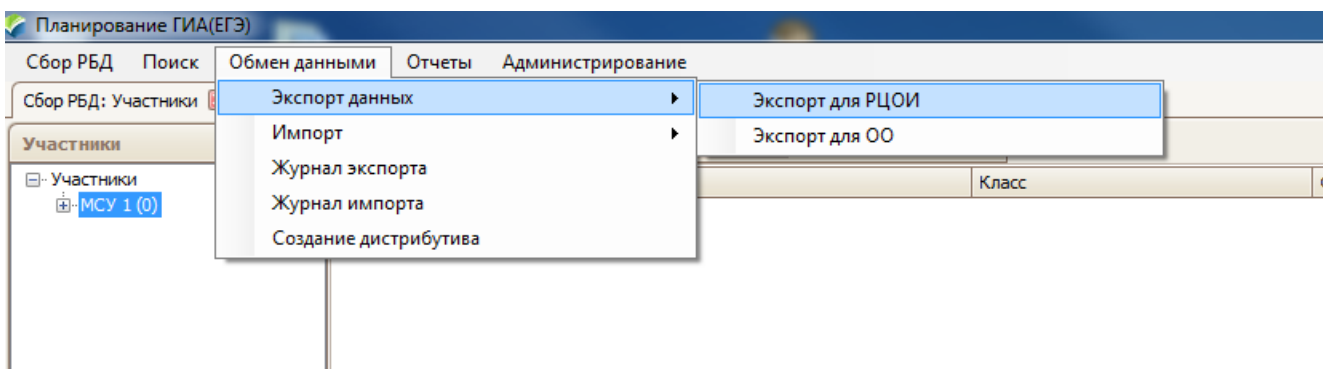 Планирование ГИА(ЕГЭ)
Сбор РБД Поиск Обмен данными Отчеты Администрирование
Сбор РБД: Участники
Экспорт данных
Экспорт для РЦОИ
Импорт
Экспорт для ОО
Участники
Журнал экспорта
Участники
Класс
МСУ 1 (0)
Журнал импорта
Создание дистрибутива